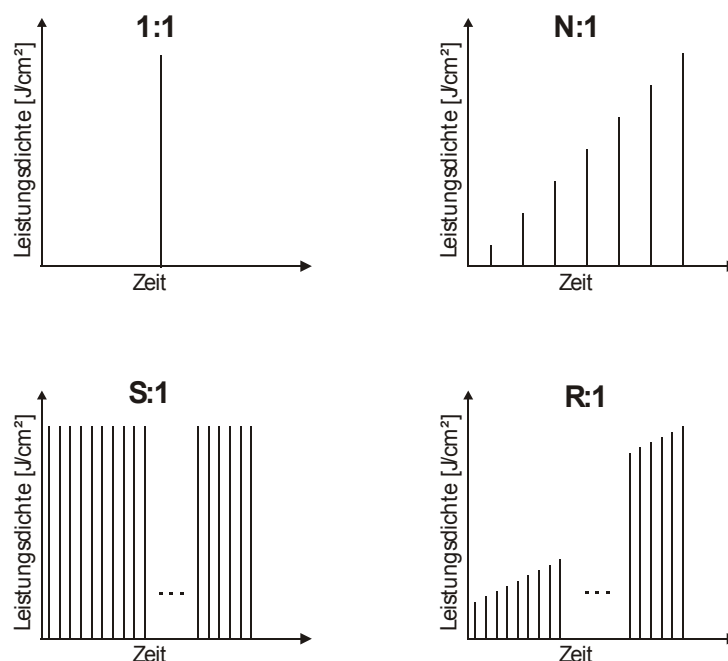 1:1
Leistungsdichte [J/cm²]
Zeit
N:1
Leistungsdichte [J/cm²]
Zeit
S:1
Leistungsdichte [J/cm²]
...
Zeit
R:1
Leistungsdichte [J/cm²]
...
Zeit